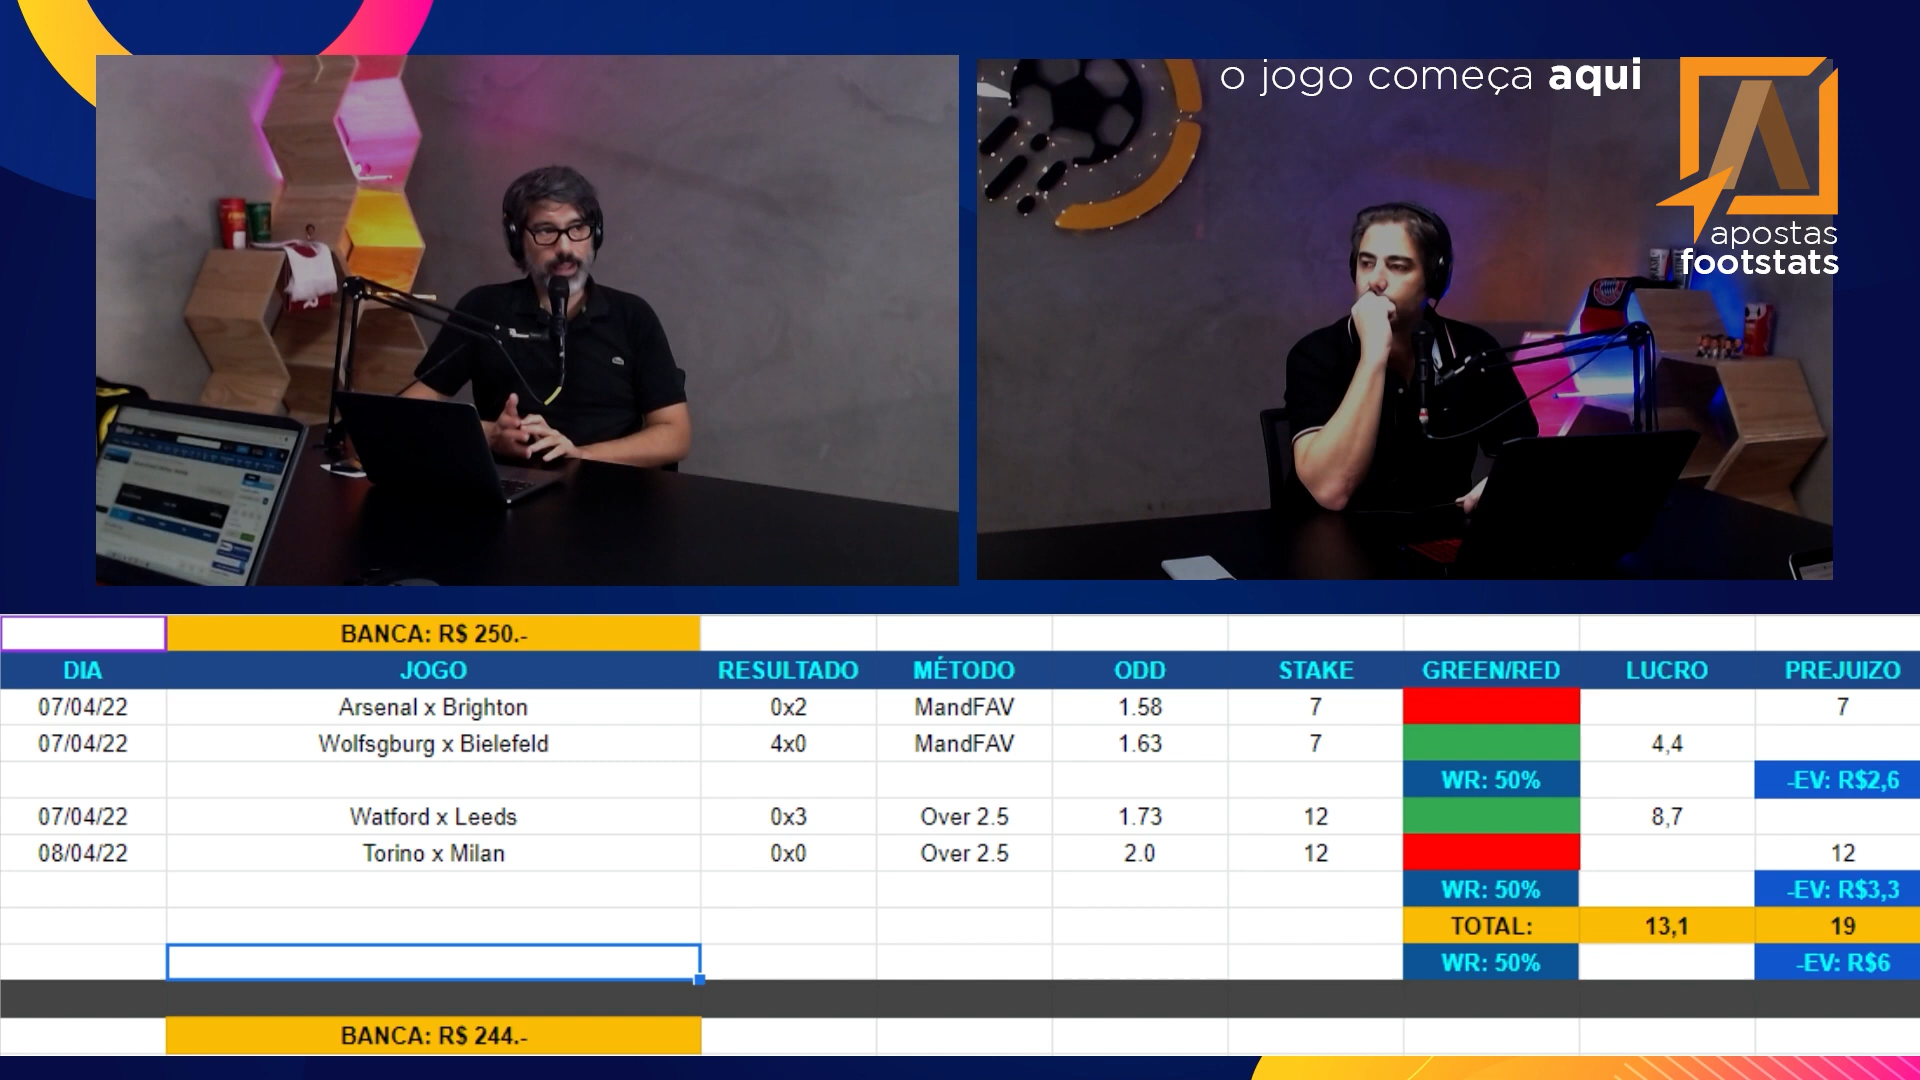 o jogo começa aqui
apostas
footstats
BANCA: R$ 250.-
DIA JOGO RESULTADO MÉTODO ODD STAKE GREEN/RED LUCRO PREJUIZO
07/04/22 Arsenal x Brighton 0x2 MandFAV 1.58 7 7
07/04/22 Wolfsgburg x Bielefeld 4x0 MandFAV 1.63 7 4,4
WR: 50% -EV: R$2,6
07/04/22 Watford x Leeds 0x3 Over 2.5 1.73 12 8,7
08/04/22 Torino x Milan 0x0 Over 2.5 2.0 12 12
WR: 50% -EV: R$3,3
TOTAL: 13,1 19
WR: 50% -EV: R$6
BANCA: R$ 244.-